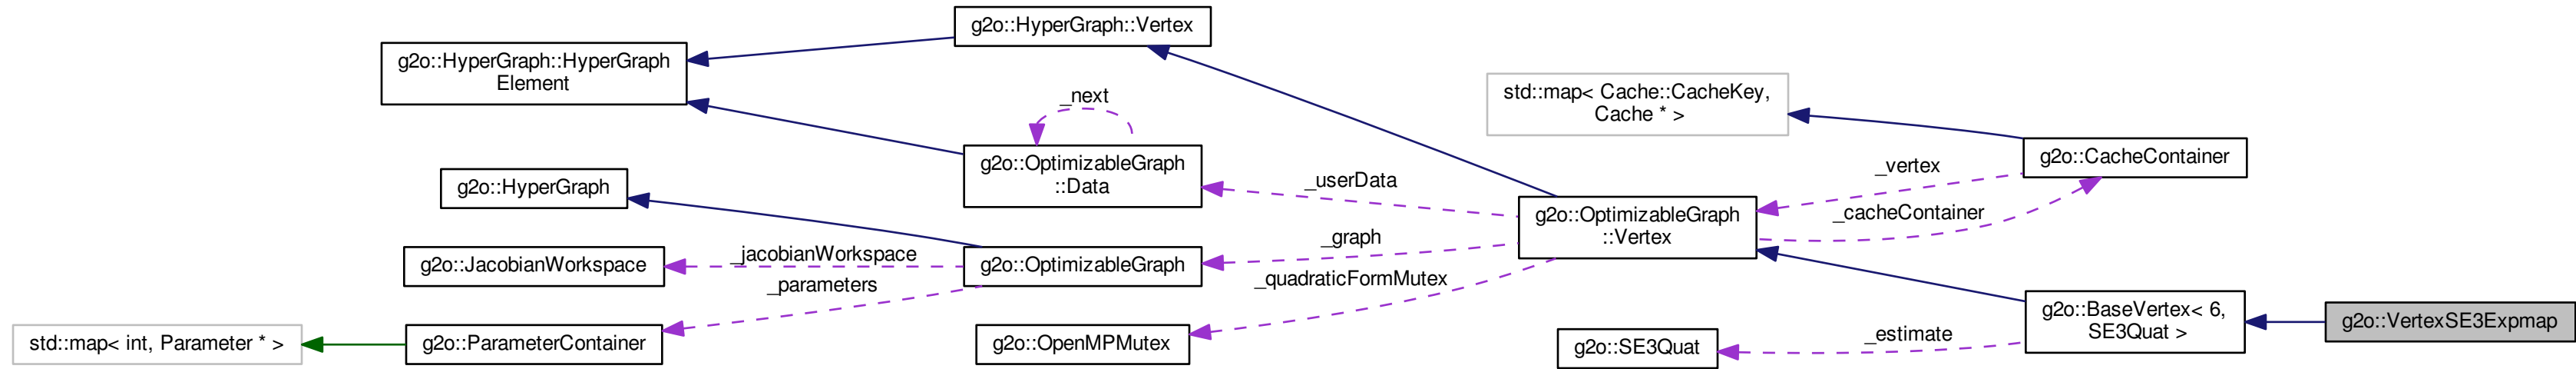 g2o::HyperGraph::Vertex
g2o::HyperGraph::HyperGraph
Element
_next
std::map< Cache::CacheKey,
Cache * >
g2o::OptimizableGraph
::Data
g2o::CacheContainer
_vertex
_userData
g2o::HyperGraph
g2o::OptimizableGraph
::Vertex
_cacheContainer
_graph
_jacobianWorkspace
g2o::JacobianWorkspace
g2o::OptimizableGraph
_quadraticFormMutex
_parameters
g2o::BaseVertex< 6,
SE3Quat >
g2o::VertexSE3Expmap
_estimate
std::map< int, Parameter * >
g2o::ParameterContainer
g2o::OpenMPMutex
g2o::SE3Quat